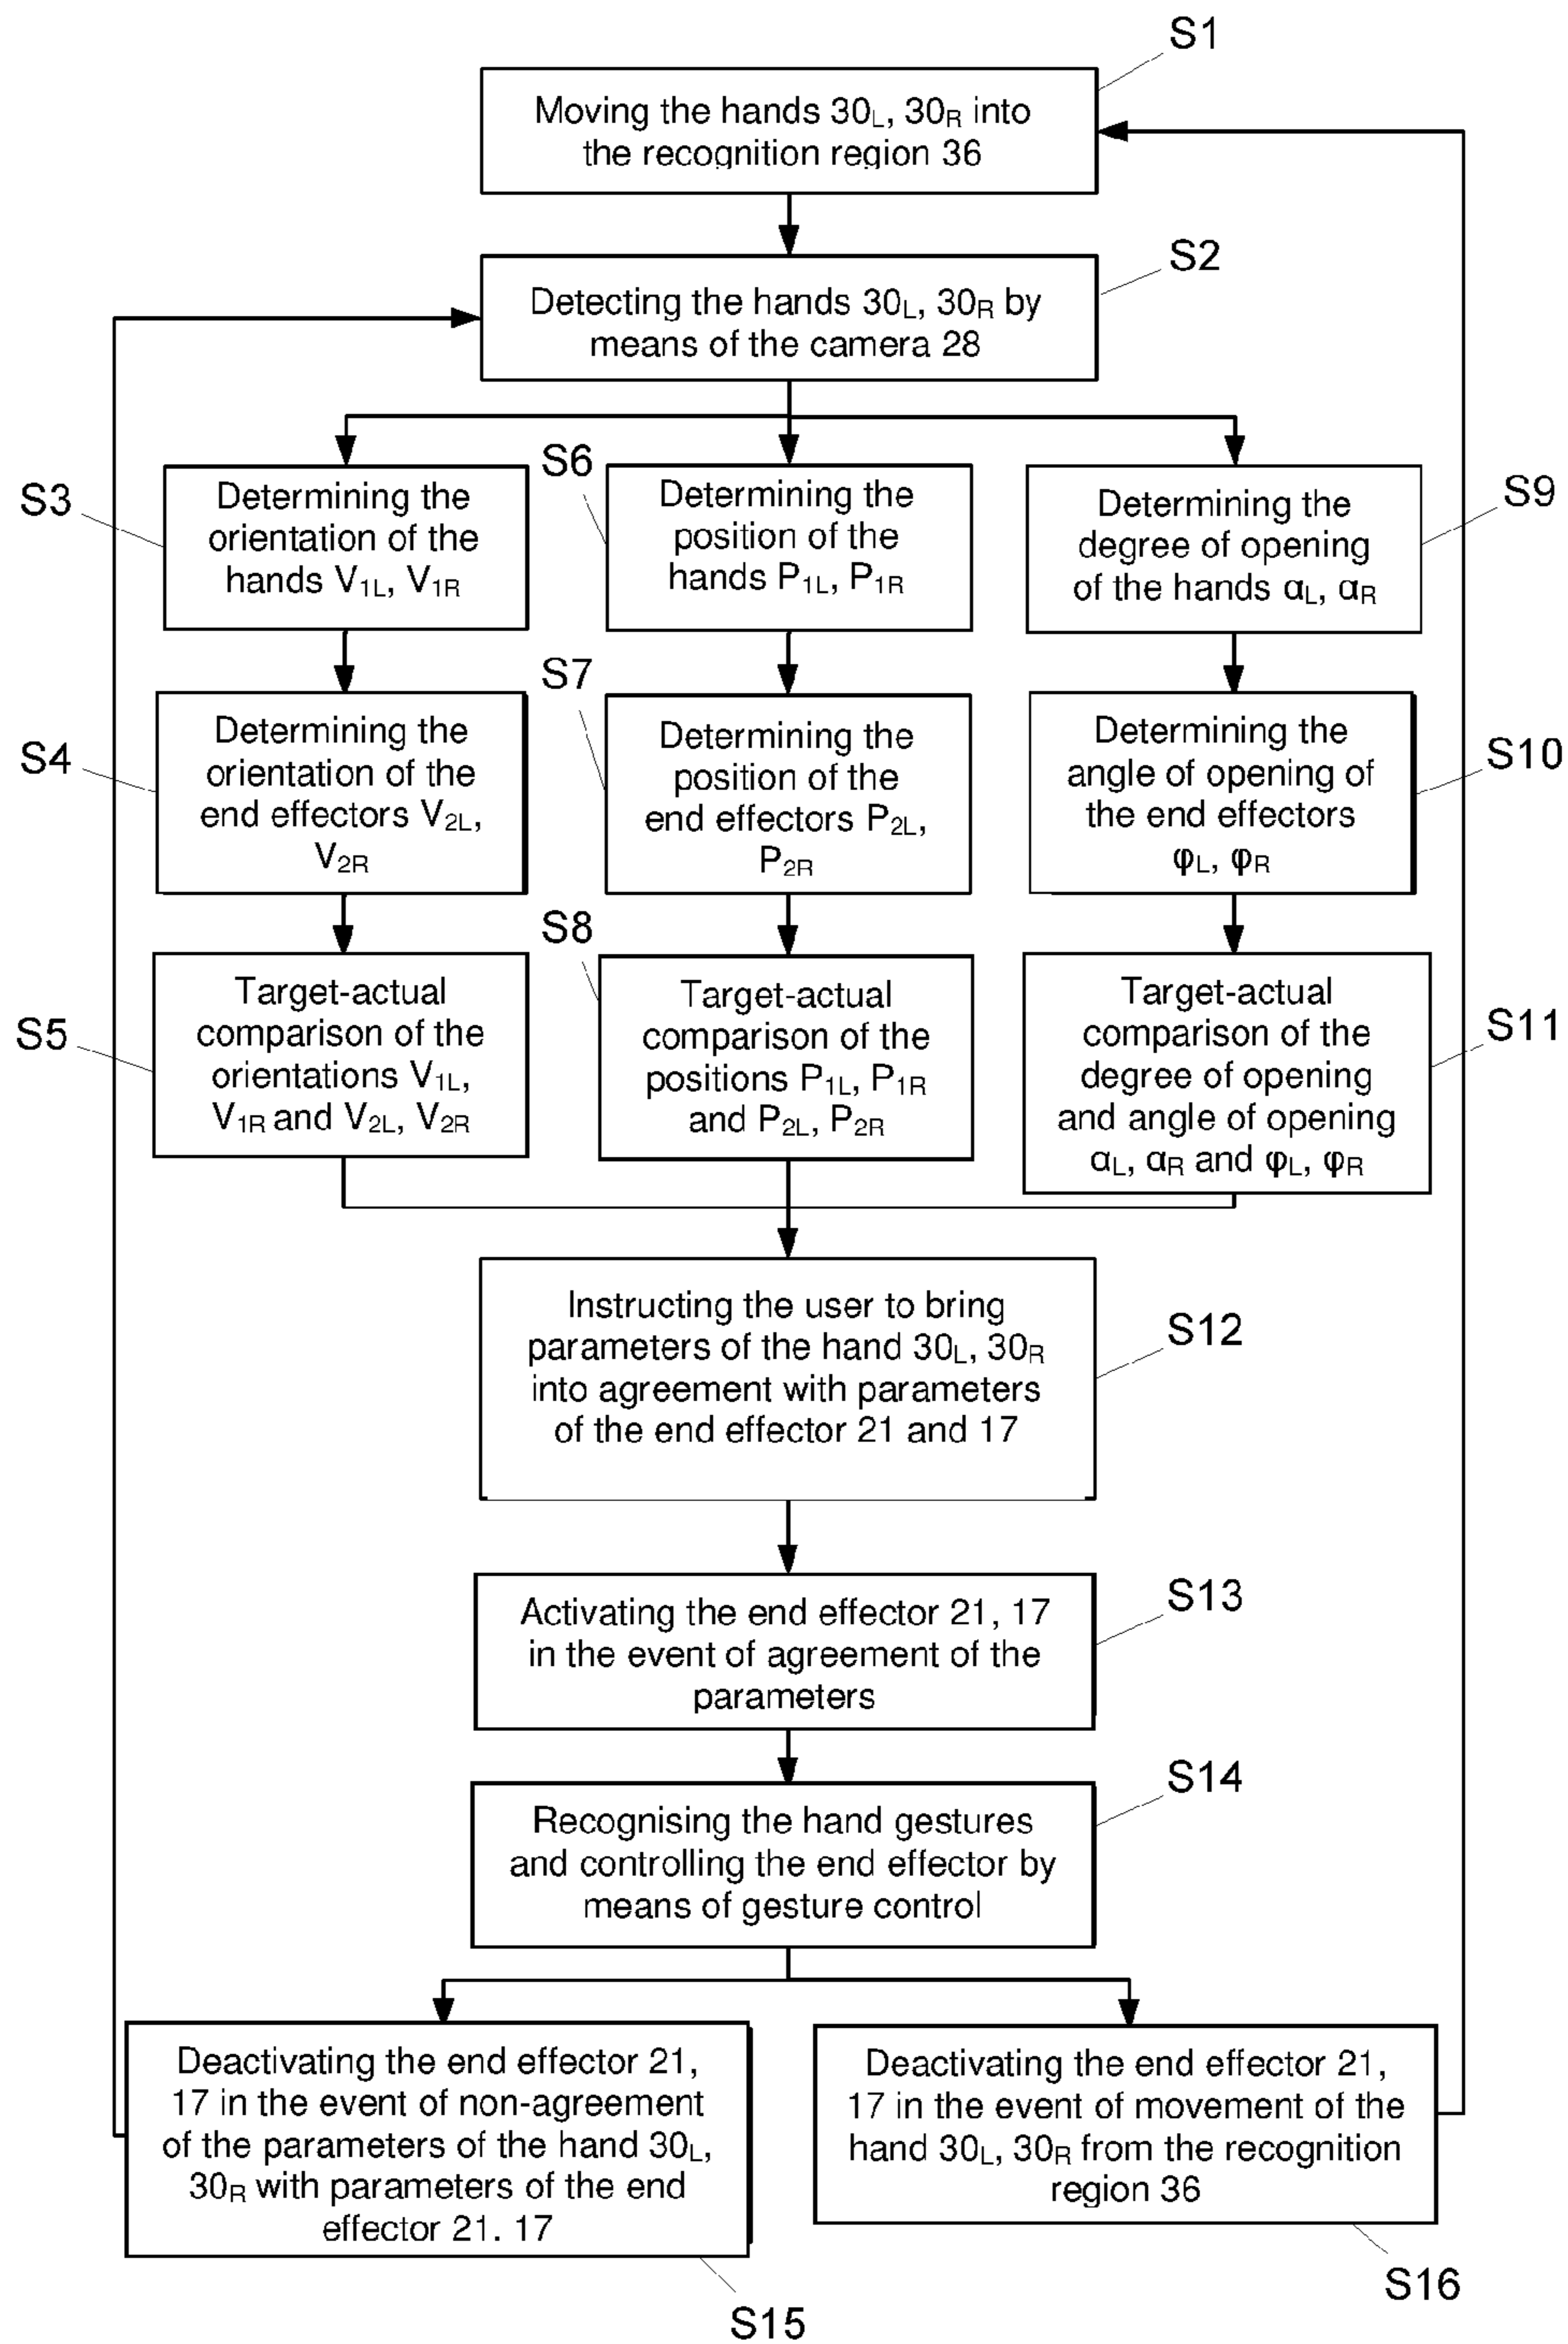 S1
Moving the hands 30L, 30R into
the recognition region 36
S2
Detecting the hands 30L, 30R by
means of the camera 28
S3
Determining the
orientation of the
hands V1L, V1R
S6
Determining the
position of the
hands P1L, P1R
S9
Determining the
degree of opening
of the hands αL, αR
S4
Determining the
orientation of the
end effectors V2L,
V2R
S7
Determining the
position of the
end effectors P2L,
P2R
S10
Determining the
angle of opening of
the end effectors
φL, φR
S5
Target-actual
comparison of the
orientations V1L,
V1R and V2L, V2R
S8
Target-actual
comparison of the
positions P1L, P1R
and P2L, P2R
S11
Target-actual
comparison of the
degree of opening
and angle of opening
αL, αR and φL, φR
S12
Instructing the user to bring
parameters of the hand 30L, 30R
into agreement with parameters
of the end effector 21 and 17
S13
Activating the end effector 21, 17
in the event of agreement of the
parameters
S14
Recognising the hand gestures
and controlling the end effector by
means of gesture control
Deactivating the end effector 21,
17 in the event of non-agreement
of the parameters of the hand 30L,
30R with parameters of the end
effector 21. 17
S15
Deactivating the end effector 21,
17 in the event of movement of the
hand 30L, 30R from the recognition
region 36
S16